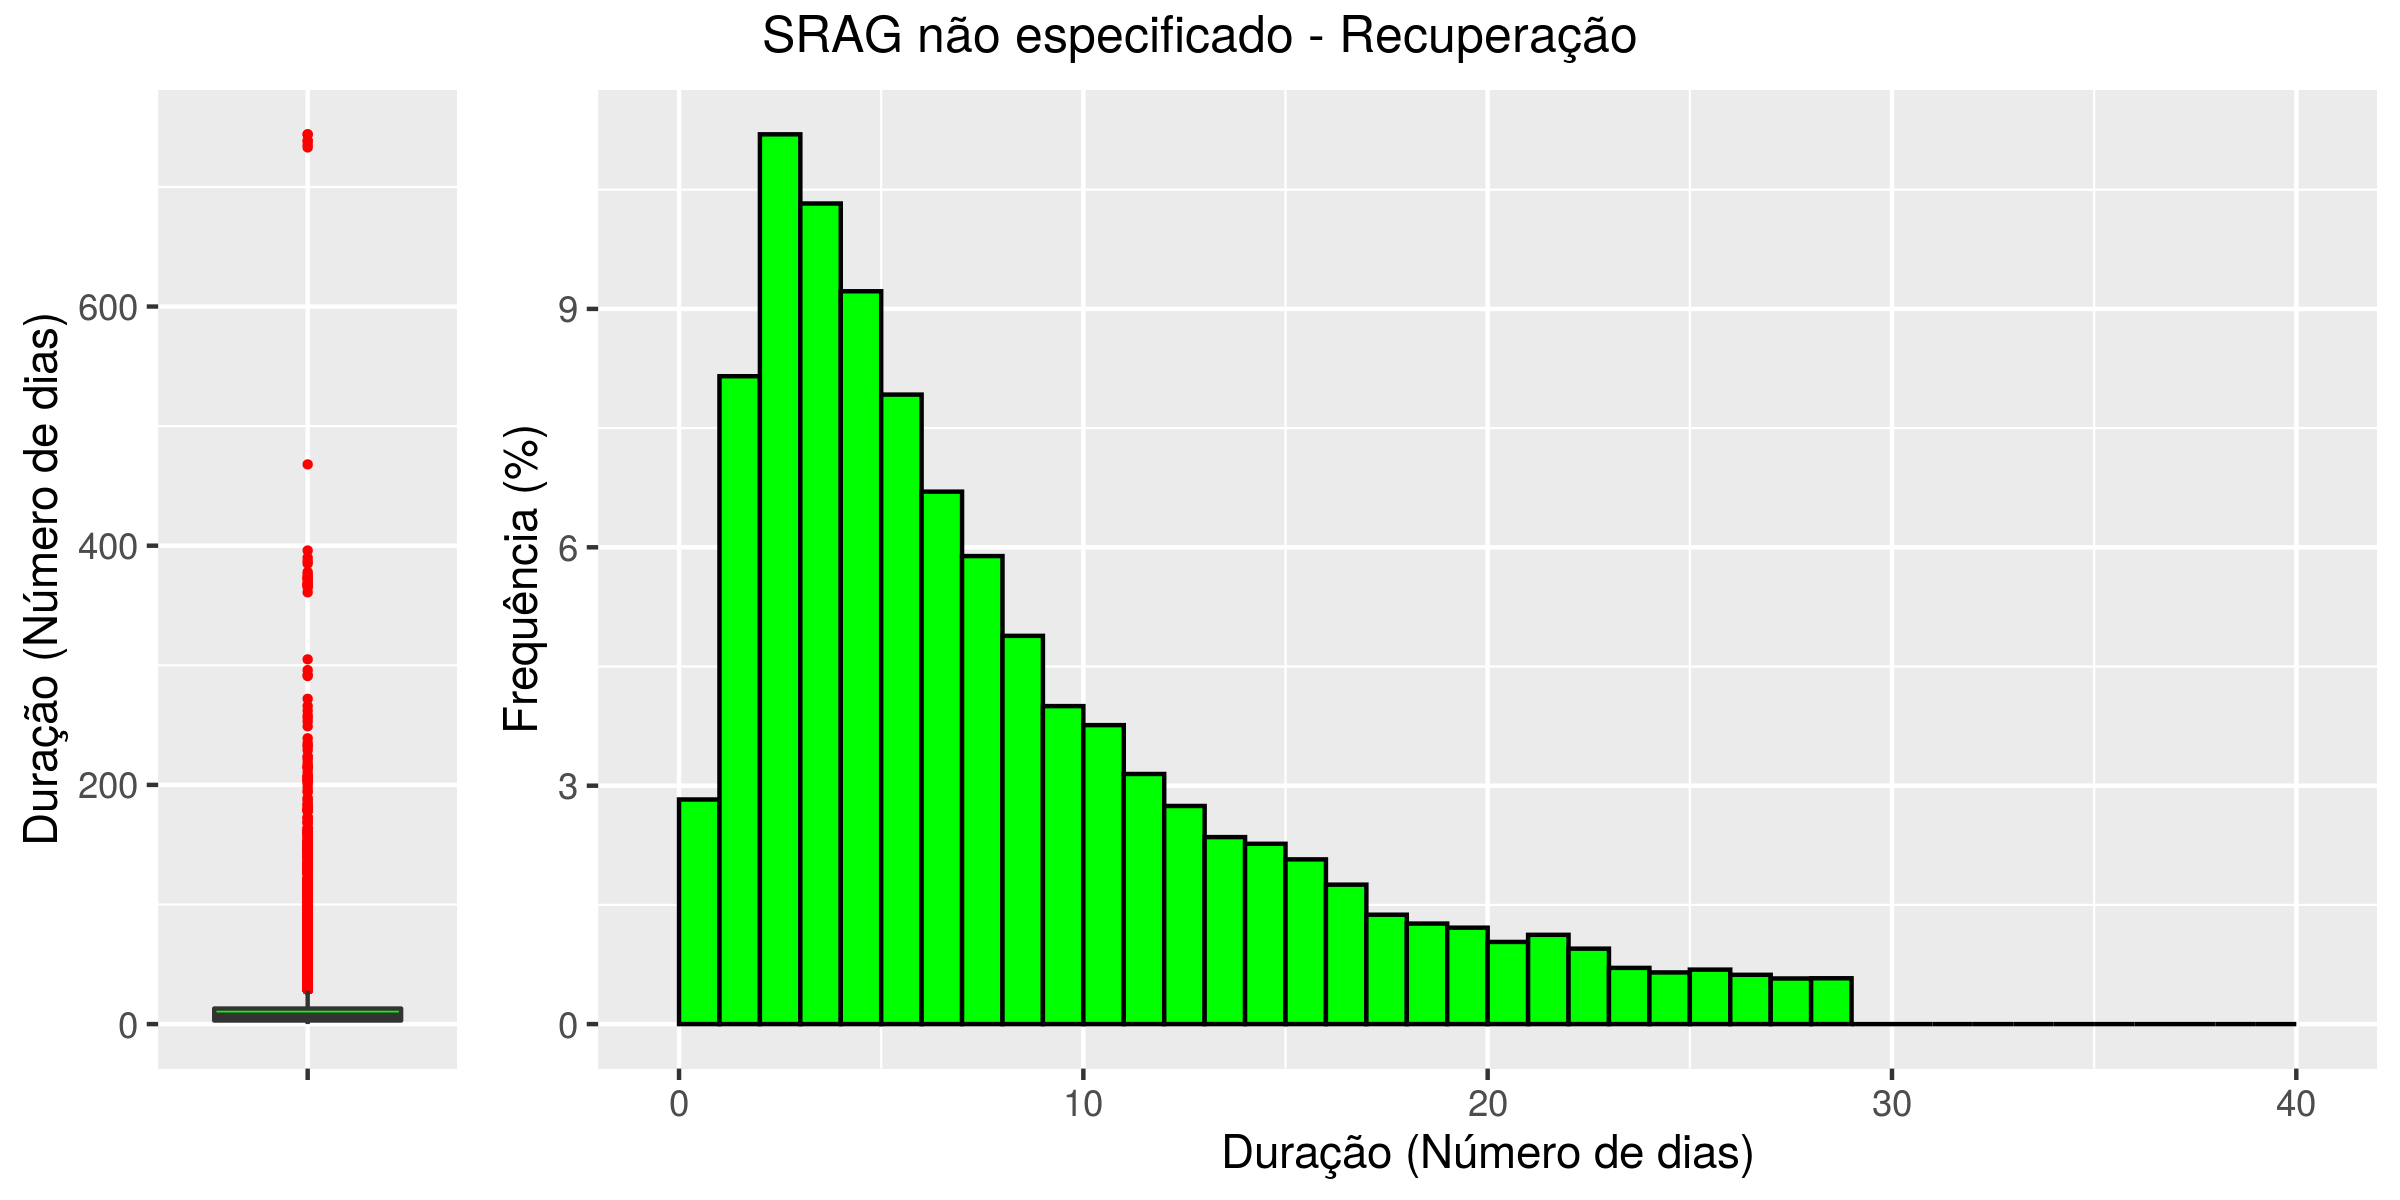 SRAG não especificado - Recuperação
Duração (Número de dias)
600
400
200
0
Frequência (%)
9
6
3
0
0 10 20 30 40
Duração (Número de dias)